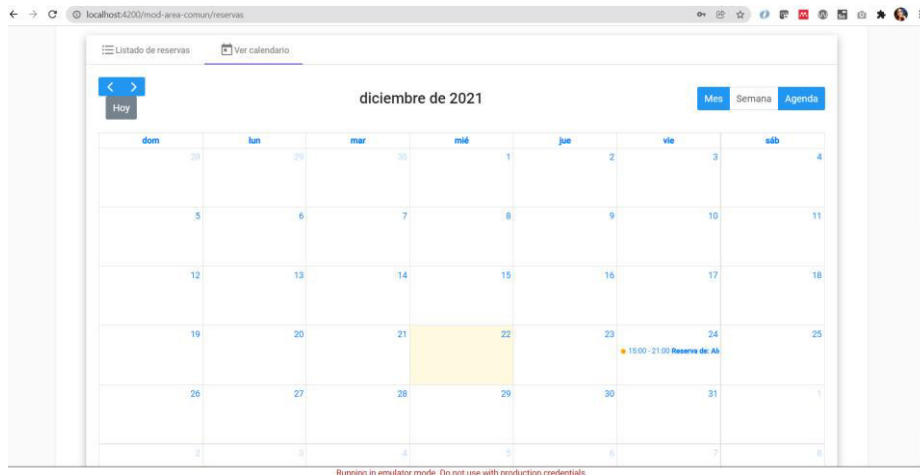 localhost:4200/mod-area-comun/reservas
Listado de reservas Ver calendario
Hoy
diciembre de 2021
Mes Semana Agenda
dom lun mar mié jue vie sáb
28 29 30 1 2 3 4
5 6 7 8 9 10 11
12 13 14 15 16 17 18
19 20 21 22 23 24 25
15:00 - 21:00 Reserva de:
26 27 28 29 30 31 1
2 3 4 5 6 7 8
Running in emulator mode. Do not use with production credentials.